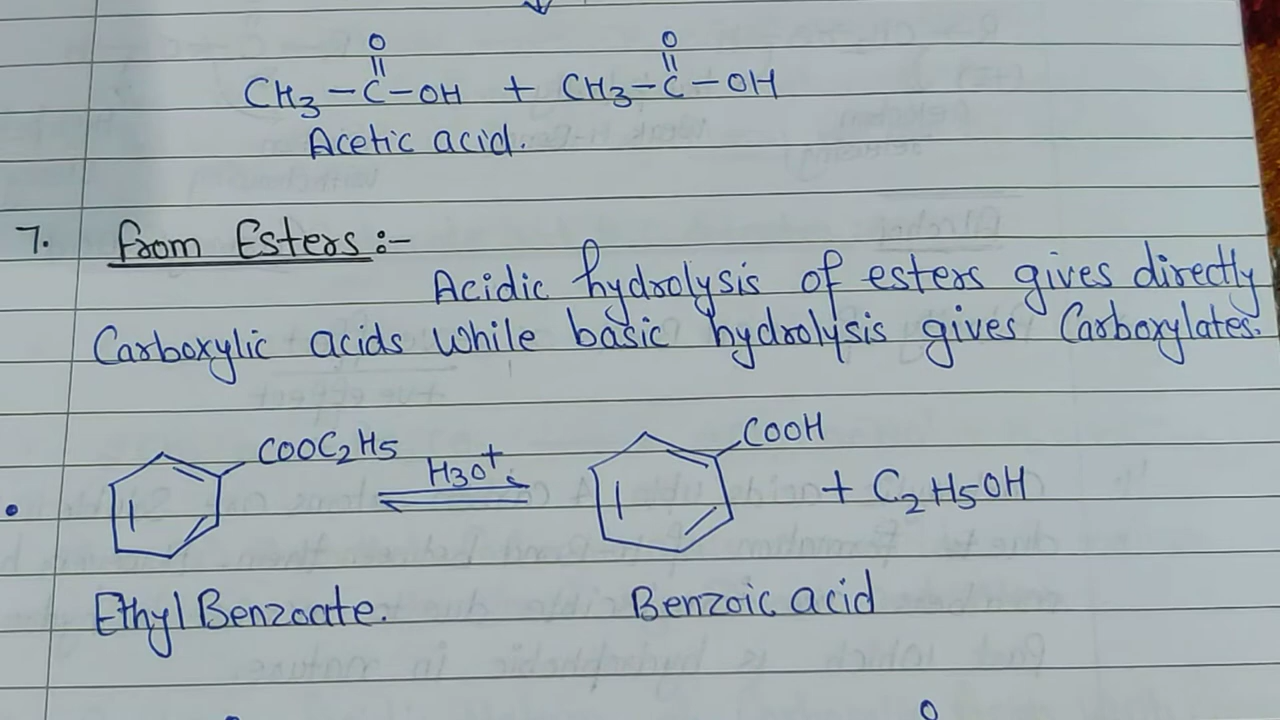 O O
CH3-C-OH + CH3-C-OH
Acetic acid.
7. from Esters:-
Acidic hydrolysis of esters gives directly
Carboxylic acids while basic hydrolysis gives Carboxylates.
COOC2H5 H3O+ COOH
+ C2H5OH
Ethyl Benzoate. Benzoic acid
O